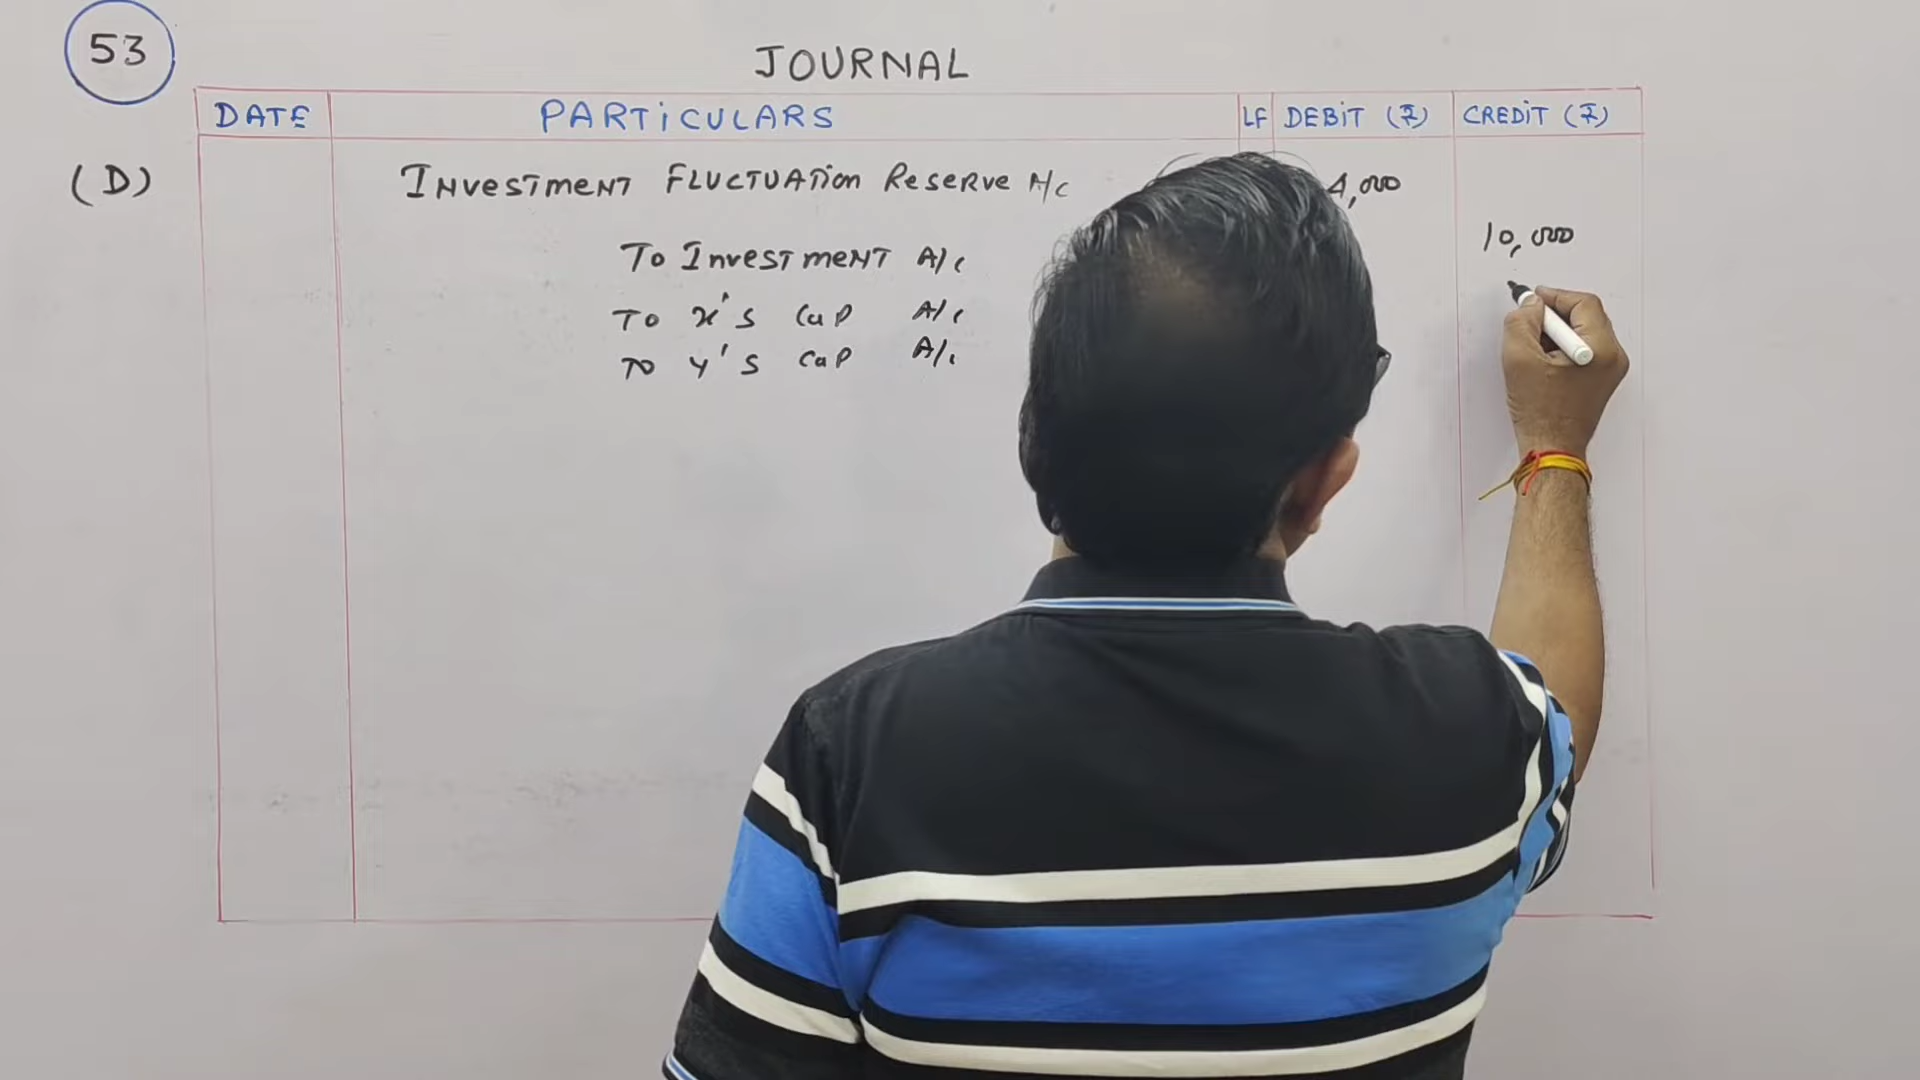 53
JOURNAL
DATE PARTiCULARS LF DEBIT (₹) CREDIT (₹)
(D) INVESTMENT FLUCTUATION RESERVE A/C 4,000
To INVESTMENT A/C 10,000
To X'S CAP A/C
To Y'S CAP A/C